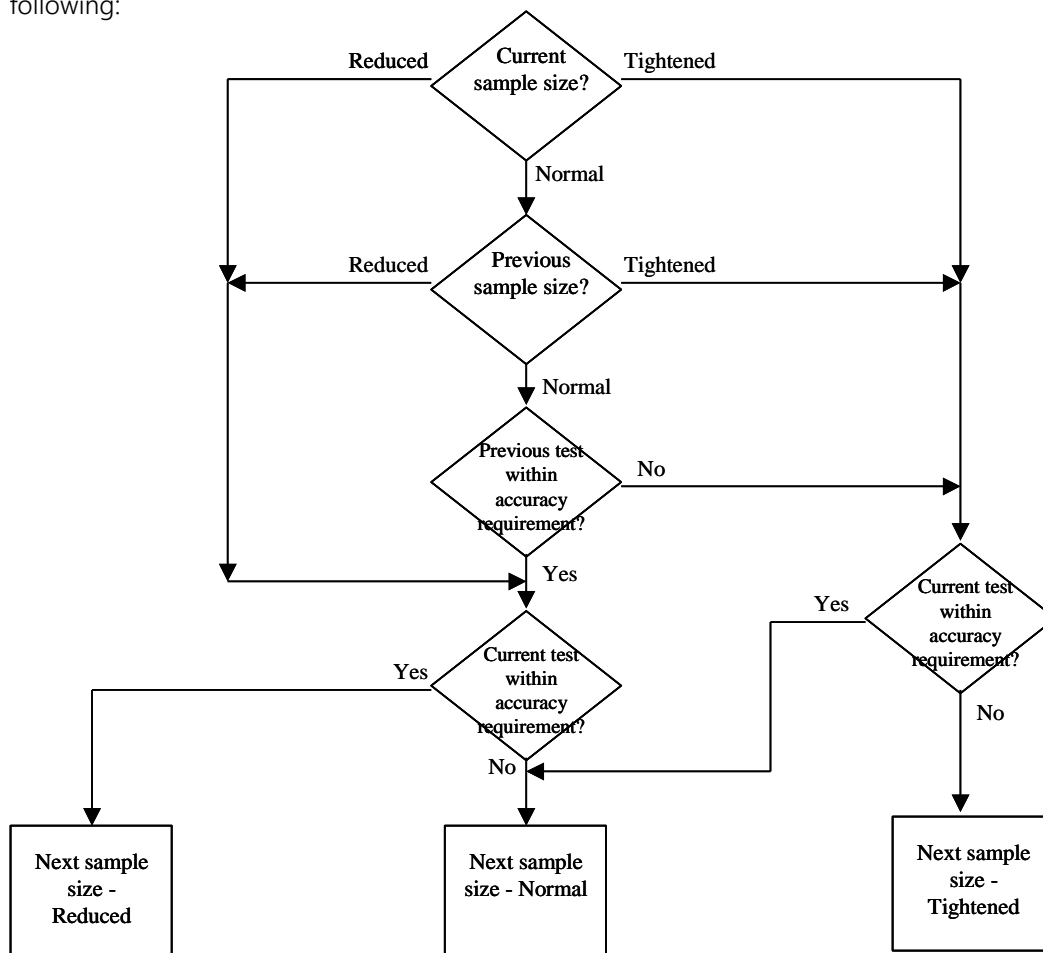 following:
Current
sample size?
Reduced
Tightened
Normal
Previous
sample size?
Reduced
Tightened
Normal
Previous test
within
accuracy
requirement?
No
Yes
Current test
within
accuracy
requirement?
Yes
No
Current test
within
accuracy
requirement?
Yes
No
Next sample
size -
Reduced
Next sample
size - Normal
Next sample
size -
Tightened